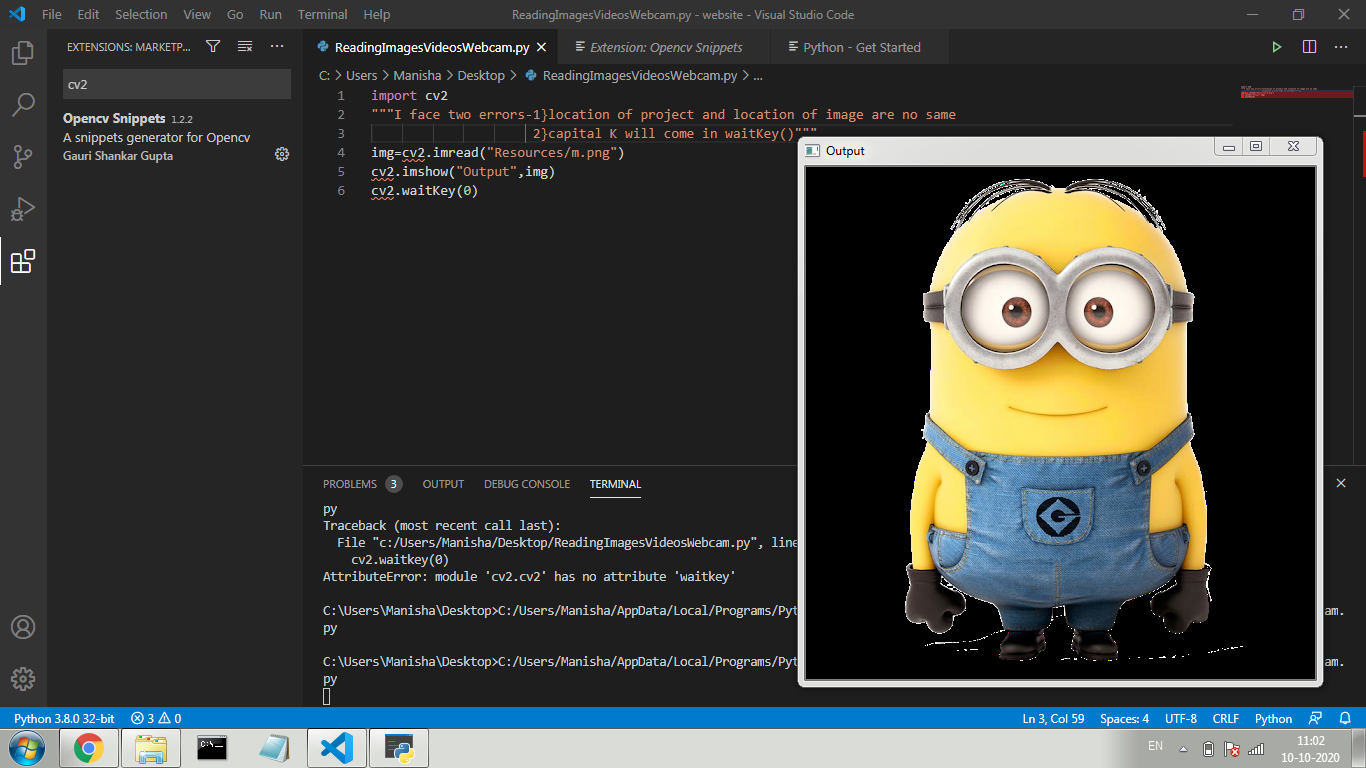 File Edit Selection View Go Run Terminal Help
ReadingImagesVideosWebcam.py - website - Visual Studio Code
EXTENSIONS: MARKETP...
cv2
Opencv Snippets 1.2.2
A snippets generator for Opencv
Gauri Shankar Gupta
ReadingImagesVideosWebcam.py
Extension: Opencv Snippets
Python - Get Started
C: > Users > Manisha > Desktop > ReadingImagesVideosWebcam.py > ...
1 import cv2
2 """I face two errors-1}location of project and location of image are no same
3 2}capital K will come in waitKey()"""
4 img=cv2.imread("Resources/m.png")
5 cv2.imshow("Output",img)
6 cv2.waitKey(0)
Output
PROBLEMS 3 OUTPUT DEBUG CONSOLE TERMINAL
py
Traceback (most recent call last):
File "c:/Users/Manisha/Desktop/ReadingImagesVideosWebcam.py", line
cv2.waitkey(0)
AttributeError: module 'cv2.cv2' has no attribute 'waitkey'
C:\Users\Manisha\Desktop>C:/Users/Manisha/AppData/Local/Programs/Pyt am.
py
C:\Users\Manisha\Desktop>C:/Users/Manisha/AppData/Local/Programs/Pyt am.
py
Python 3.8.0 32-bit 3 0
Ln 3, Col 59 Spaces: 4 UTF-8 CRLF Python
EN
11:02
10-10-2020